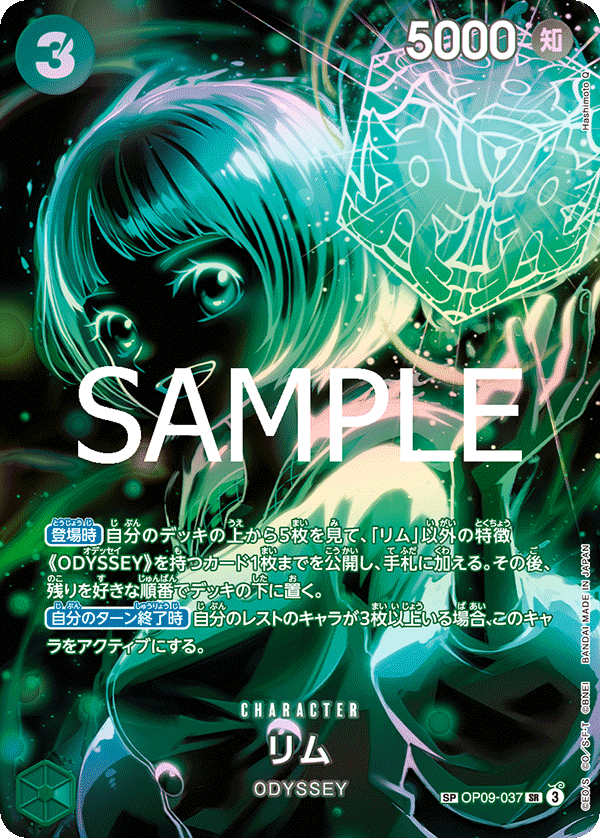 3
5000 知
Hashimoto Q
SAMPLE
登場時 自分のデッキの上から5枚を見て、「リム」以外の特徴
《ODYSSEY》を持つカード1枚までを公開し、手札に加える。その後、
残りを好きな順番でデッキの下に置く。
自分のターン終了時 自分のレストのキャラが3枚以上いる場合、このキャ
ラをアクティブにする。
CHARACTER
リム
ODYSSEY
SP OP09-037 SR 3
©EO/S ©O/S・F・T ©BNEI BANDAI MADE IN JAPAN